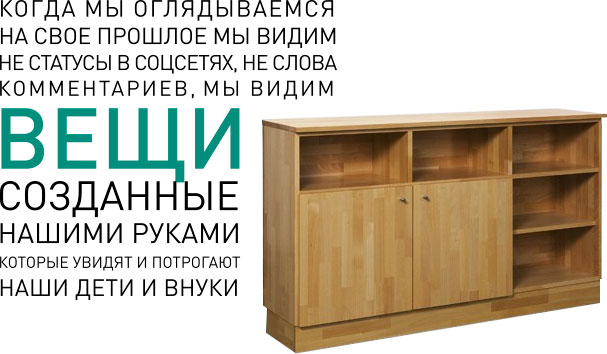 КОГДА МЫ ОГЛЯДЫВАЕМСЯ
НА СВОЕ ПРОШЛОЕ МЫ ВИДИМ
НЕ СТАТУСЫ В СОЦСЕТЯХ, НЕ СЛОВА
КОММЕНТАРИЕВ, МЫ ВИДИМ
ВЕЩИ
СОЗДАННЫЕ
НАШИМИ РУКАМИ
КОТОРЫЕ УВИДЯТ И ПОТРОГАЮТ
НАШИ ДЕТИ И ВНУКИ